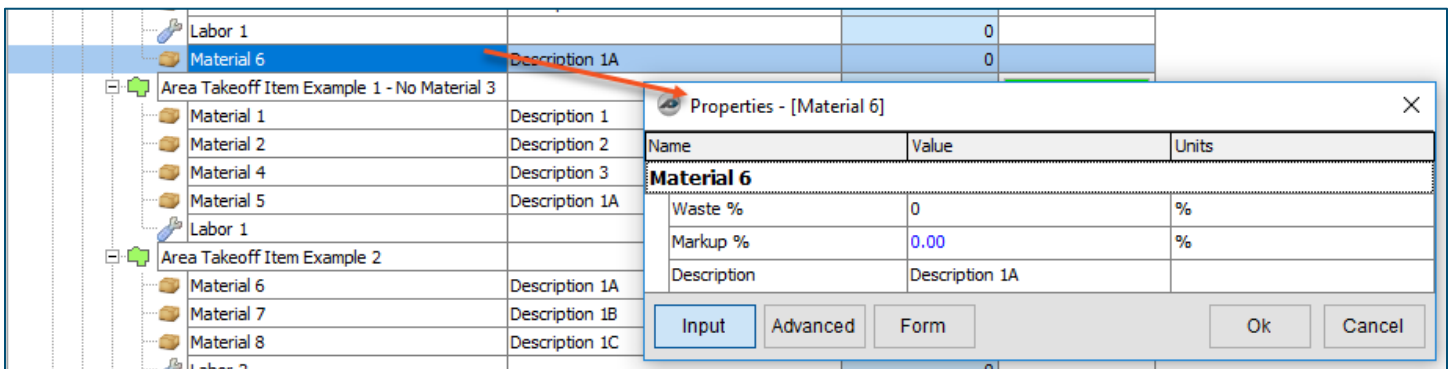 Labor 1 0
Material 6 Description 1A 0
Area Takeoff Item Example 1 - No Material 3
Material 1 Description 1
Material 2 Description 2
Material 4 Description 3
Material 5 Description 1A
Labor 1
Area Takeoff Item Example 2
Material 6 Description 1A
Material 7 Description 1B
Material 8 Description 1C
Properties - [Material 6]
Name Value Units
Material 6
Waste % 0 %
Markup % 0.00 %
Description Description 1A
Input Advanced Form Ok Cancel